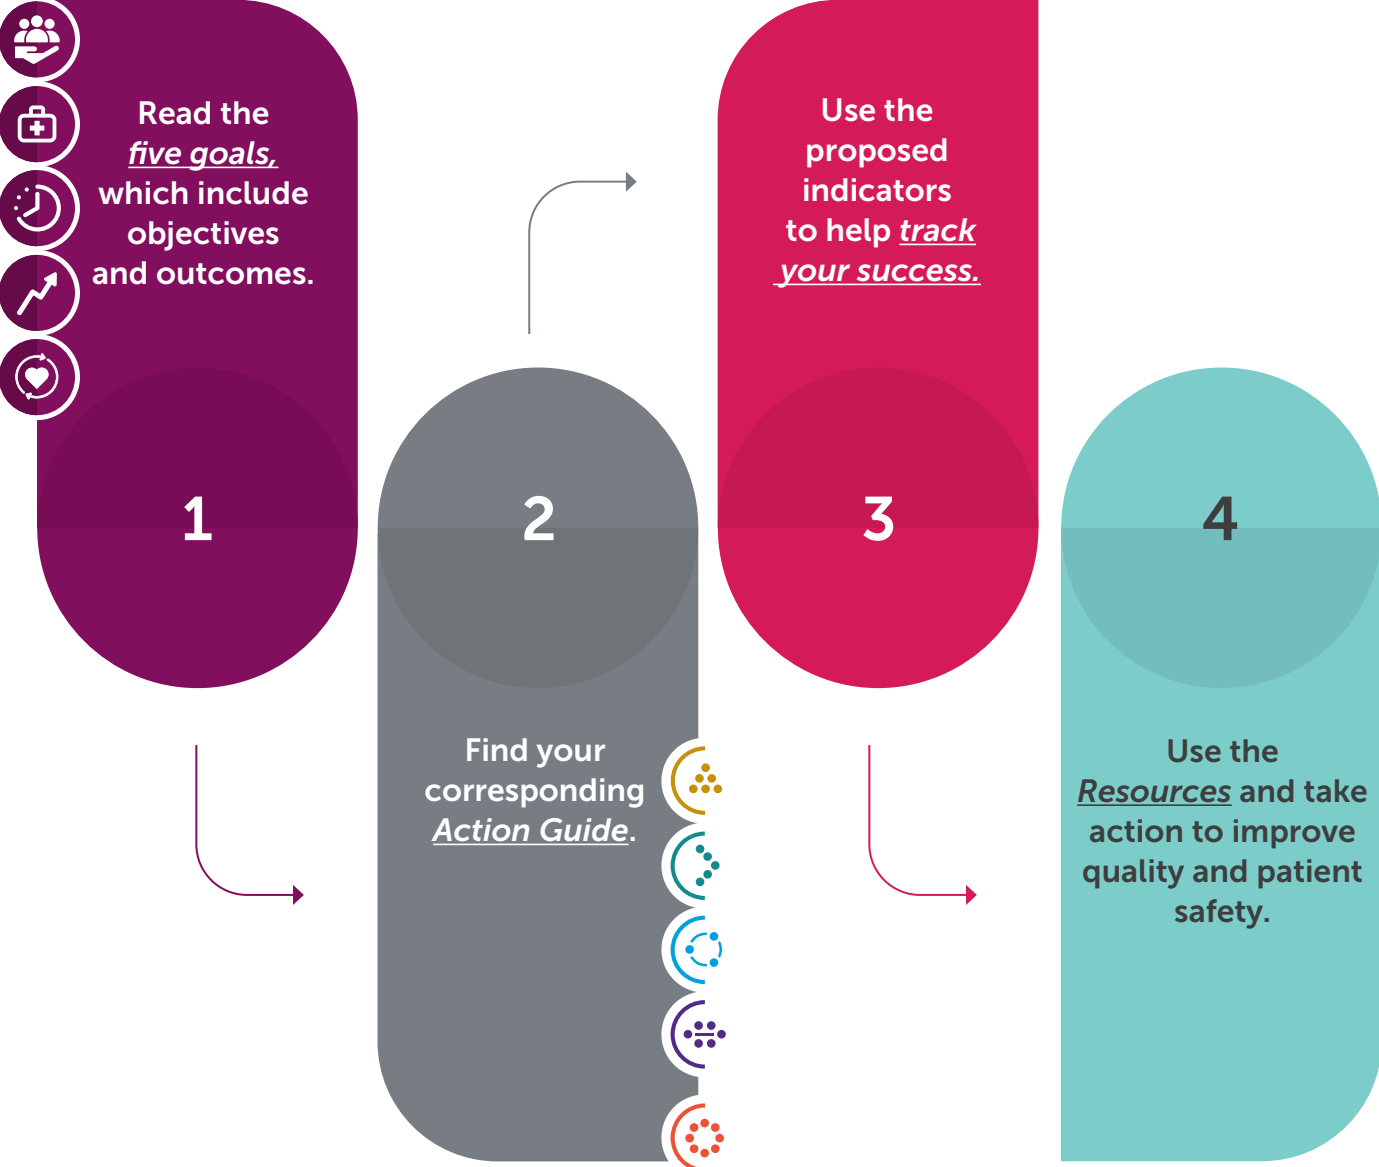 Read the
five goals,
which include
objectives
and outcomes.
1
2
Find your
corresponding
Action Guide.
Use the
proposed
indicators
to help track
your success.
3
4
Use the
Resources and take
action to improve
quality and patient
safety.